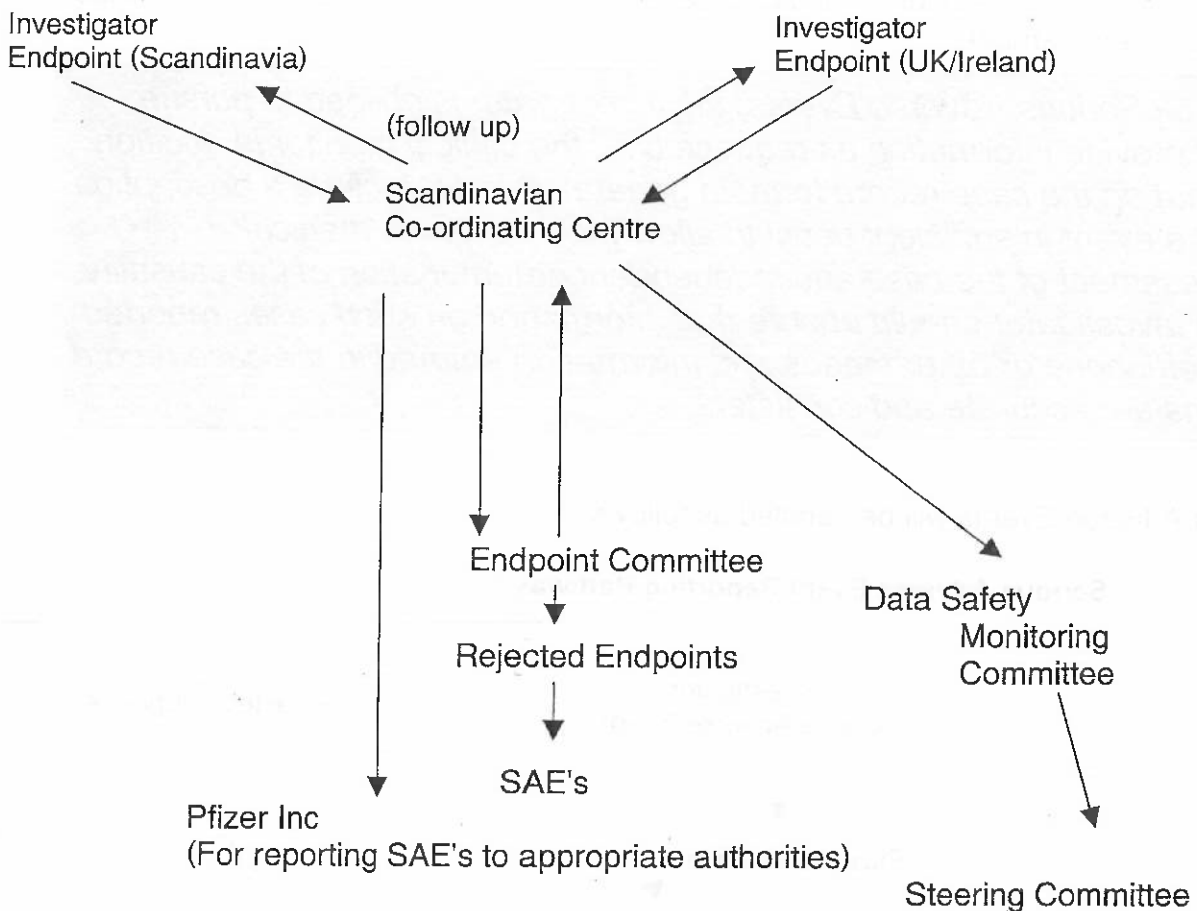 Investigator
Endpoint (Scandinavia)
Investigator
Endpoint (UK/Ireland)
(follow up)
Scandinavian
Co-ordinating Centre
Endpoint Committee
Data Safety
Monitoring
Committee
Rejected Endpoints
SAE's
Pfizer Inc
(For reporting SAE's to appropriate authorities)
Steering Committee